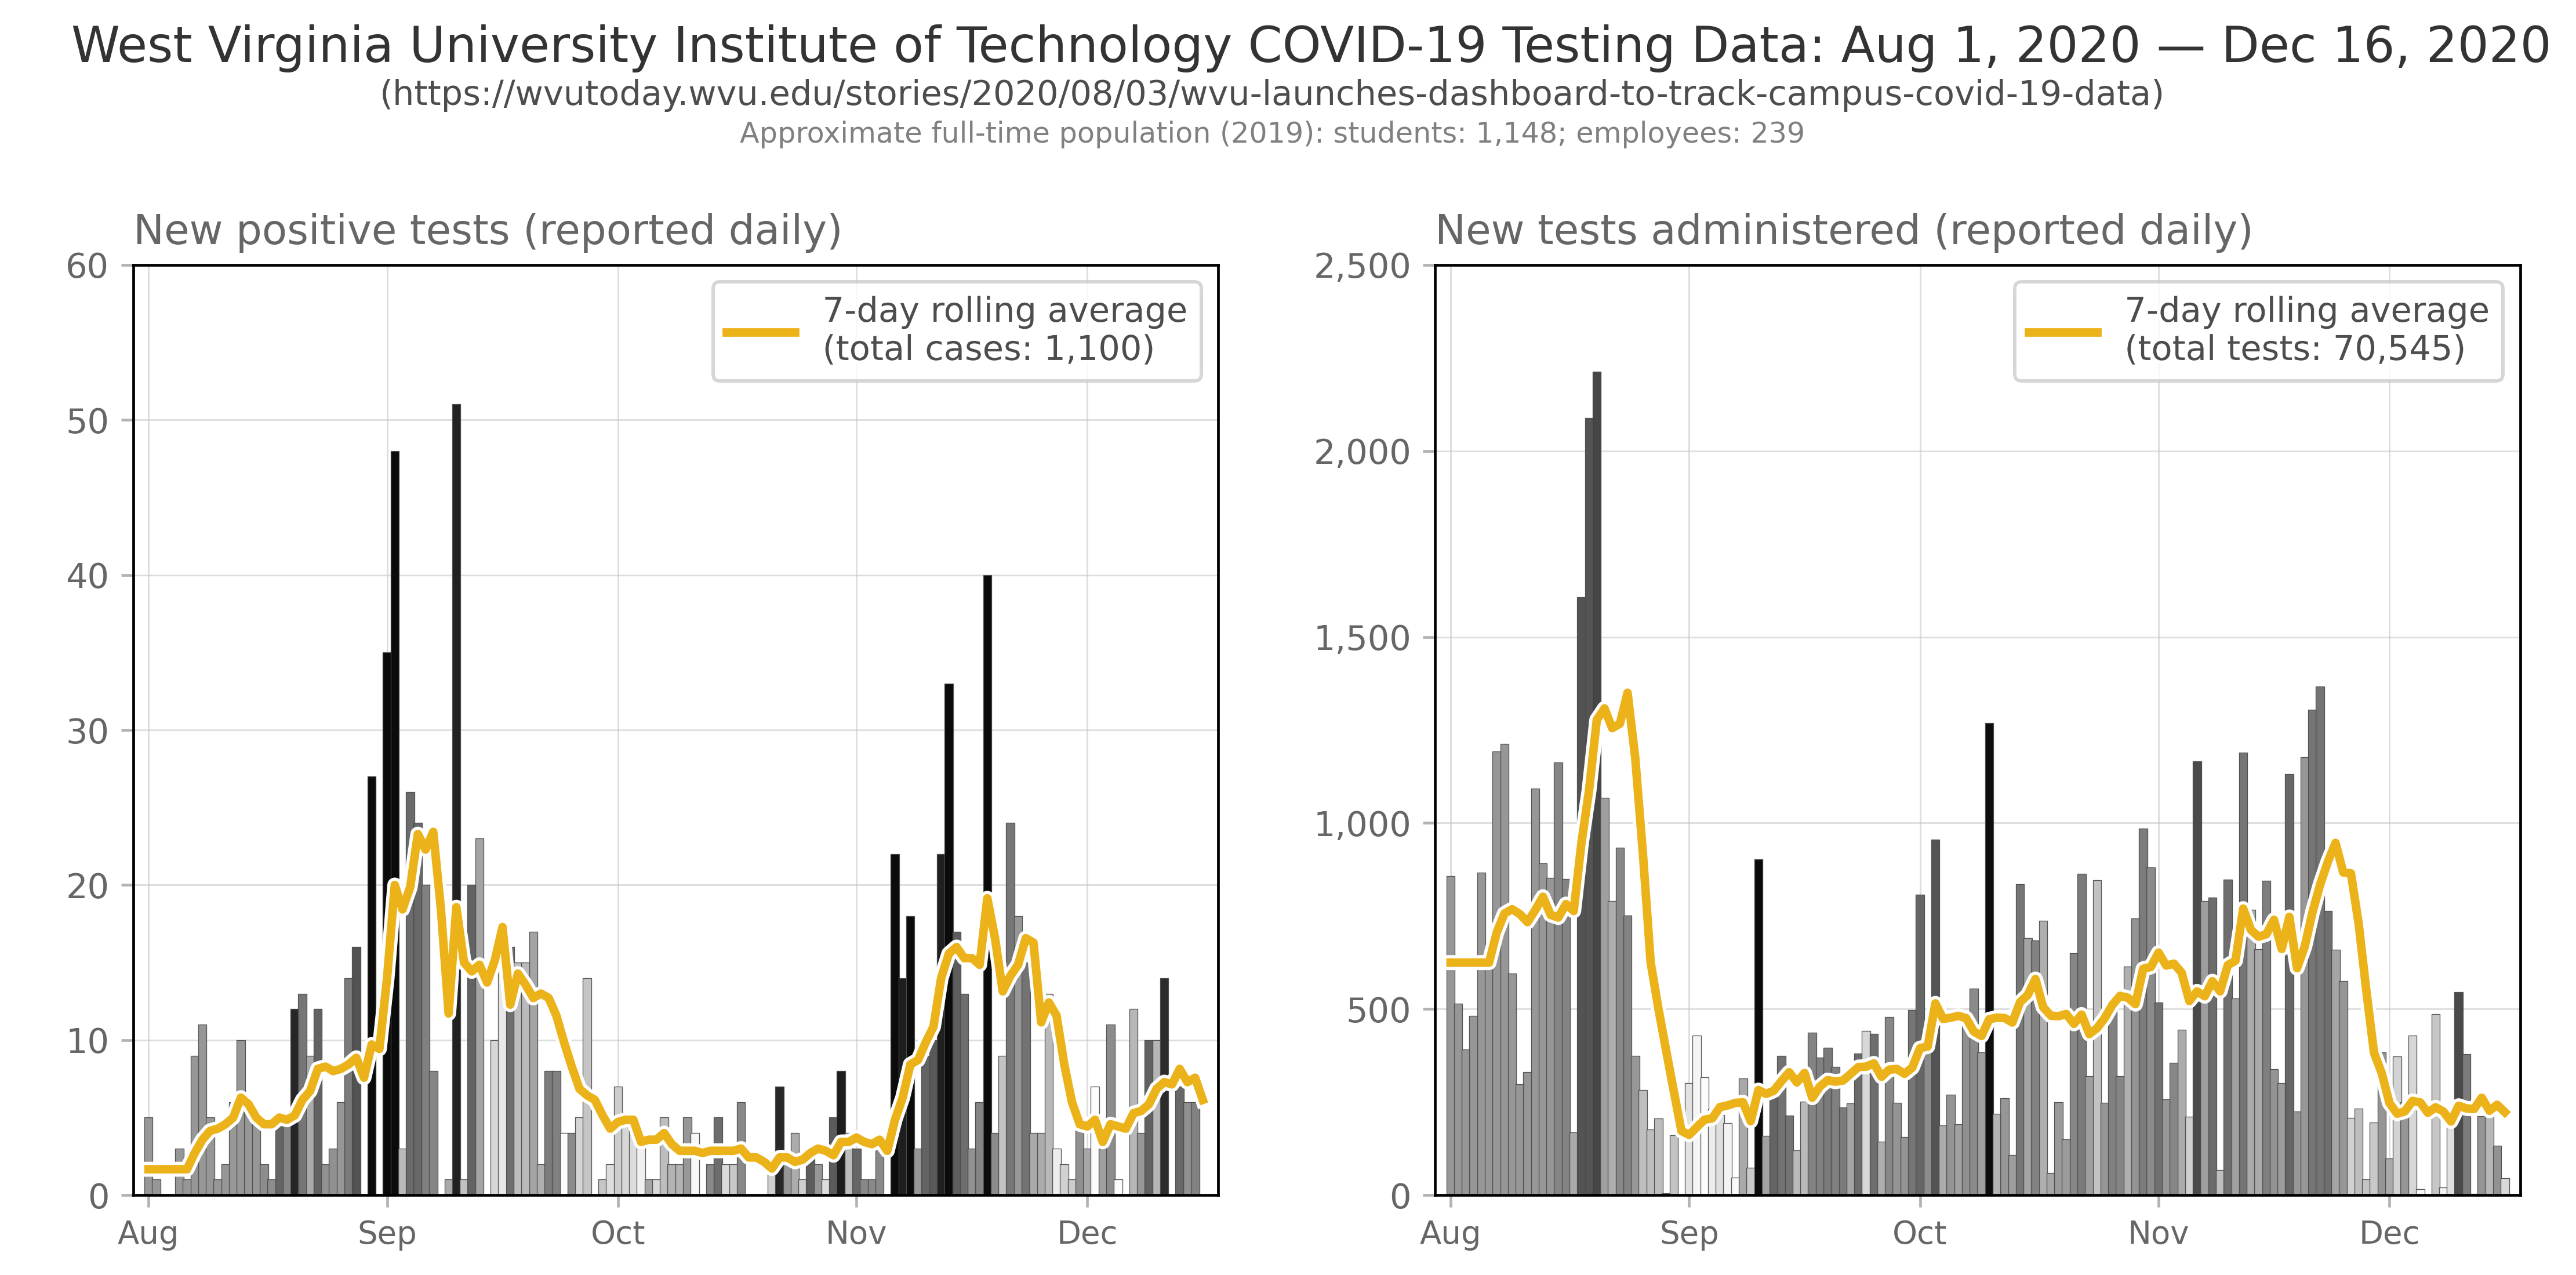 West Virginia University Institute of Technology COVID-19 Testing Data: Aug 1, 2020 — Dec 16, 2020
(https://wvutoday.wvu.edu/stories/2020/08/03/wvu-launches-dashboard-to-track-campus-covid-19-data)
Approximate full-time population (2019): students: 1,148; employees: 239
New positive tests (reported daily)
60
50
40
30
20
10
0
7-day rolling average
(total cases: 1,100)
Aug Sep Oct Nov Dec
New tests administered (reported daily)
2,500
2,000
1,500
1,000
500
0
7-day rolling average
(total tests: 70,545)
Aug Sep Oct Nov Dec